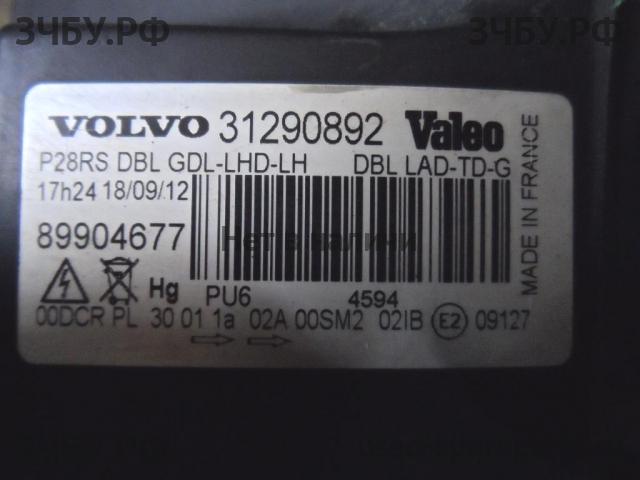 ЗЧБУ.РФ ЗЧБУ.РФ
VOLVO 31290892 Valeo
P28RS DBL GDL-LHD-LH DBL LAD-TD-G
17h24 18/09/12
89904677
Нет в наличии
MADE IN FRANCE
Hg PU6 4594
00DCR PL 30 01 1a 02A 00SM2 02IB E2 09127
ЗЧБУ.РФ